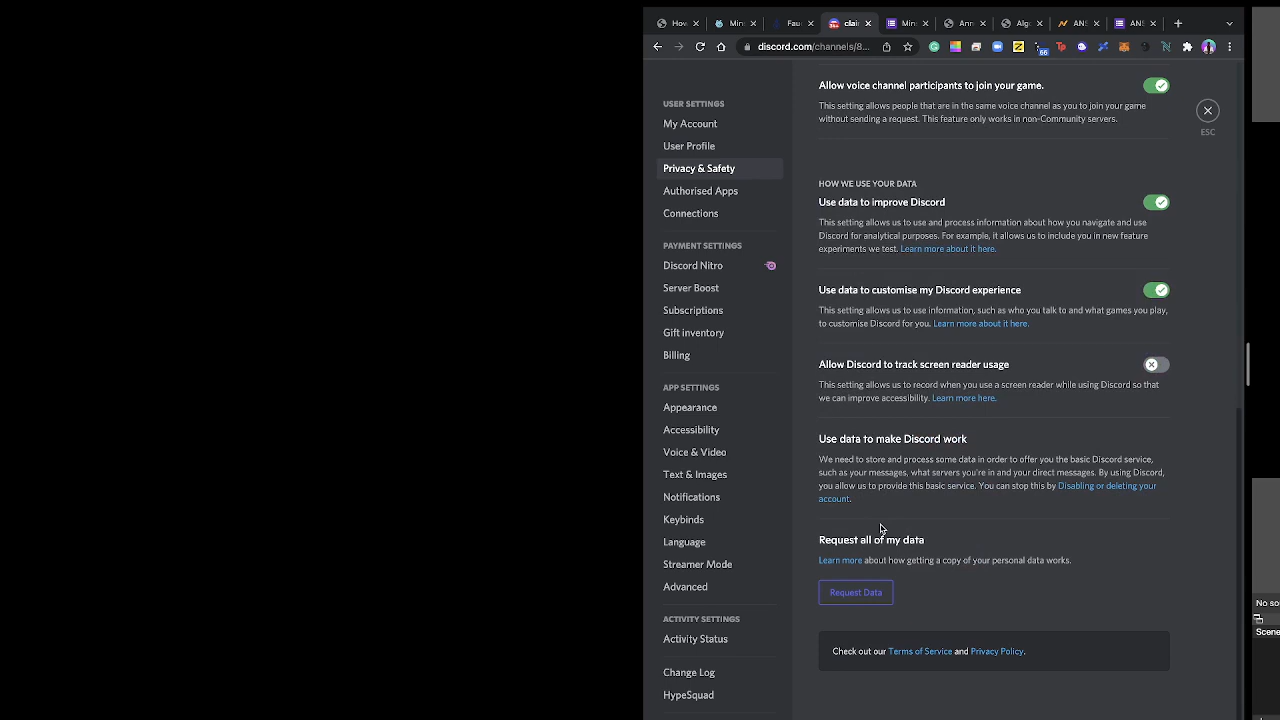 Hov
Mins
Fau
clai
Mins
Ann
Algo
ANS
ANS
discord.com/channels/8...
66
USER SETTINGS
My Account
User Profile
Privacy & Safety
Authorised Apps
Connections
PAYMENT SETTINGS
Discord Nitro
Server Boost
Subscriptions
Gift inventory
Billing
APP SETTINGS
Appearance
Accessibility
Voice & Video
Text & Images
Notifications
Keybinds
Language
Streamer Mode
Advanced
ACTIVITY SETTINGS
Activity Status
Change Log
HypeSquad
Allow voice channel participants to join your game.
This setting allows people that are in the same voice channel as you to join your game
without sending a request. This feature only works in non-Community servers.
HOW WE USE YOUR DATA
Use data to improve Discord
This setting allows us to use and process information about how you navigate and use
Discord for analytical purposes. For example, it allows us to include you in new feature
experiments we test. Learn more about it here.
Use data to customise my Discord experience
This setting allows us to use information, such as who you talk to and what games you play,
to customise Discord for you. Learn more about it here.
Allow Discord to track screen reader usage
This setting allows us to record when you use a screen reader while using Discord so that
we can improve accessibility. Learn more here.
Use data to make Discord work
We need to store and process some data in order to offer you the basic Discord service,
such as your messages, what servers you're in and your direct messages. By using Discord,
you allow us to provide this basic service. You can stop this by Disabling or deleting your
account.
Request all of my data
Learn more about how getting a copy of your personal data works.
Request Data
Check out our Terms of Service and Privacy Policy.
ESC
No so
Scene